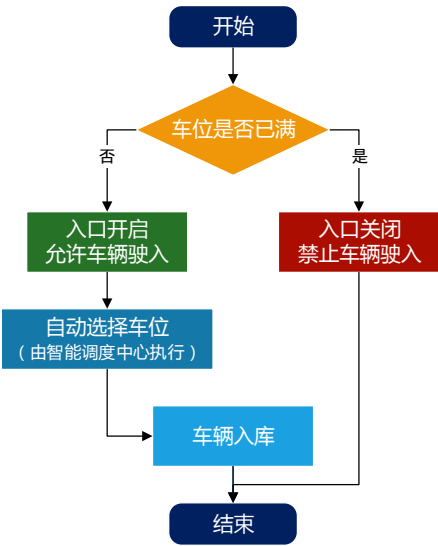 开始
车位是否已满
否
是
入口开启
允许车辆驶入
入口关闭
禁止车辆驶入
自动选择车位
（由智能调度中心执行）
车辆入库
结束